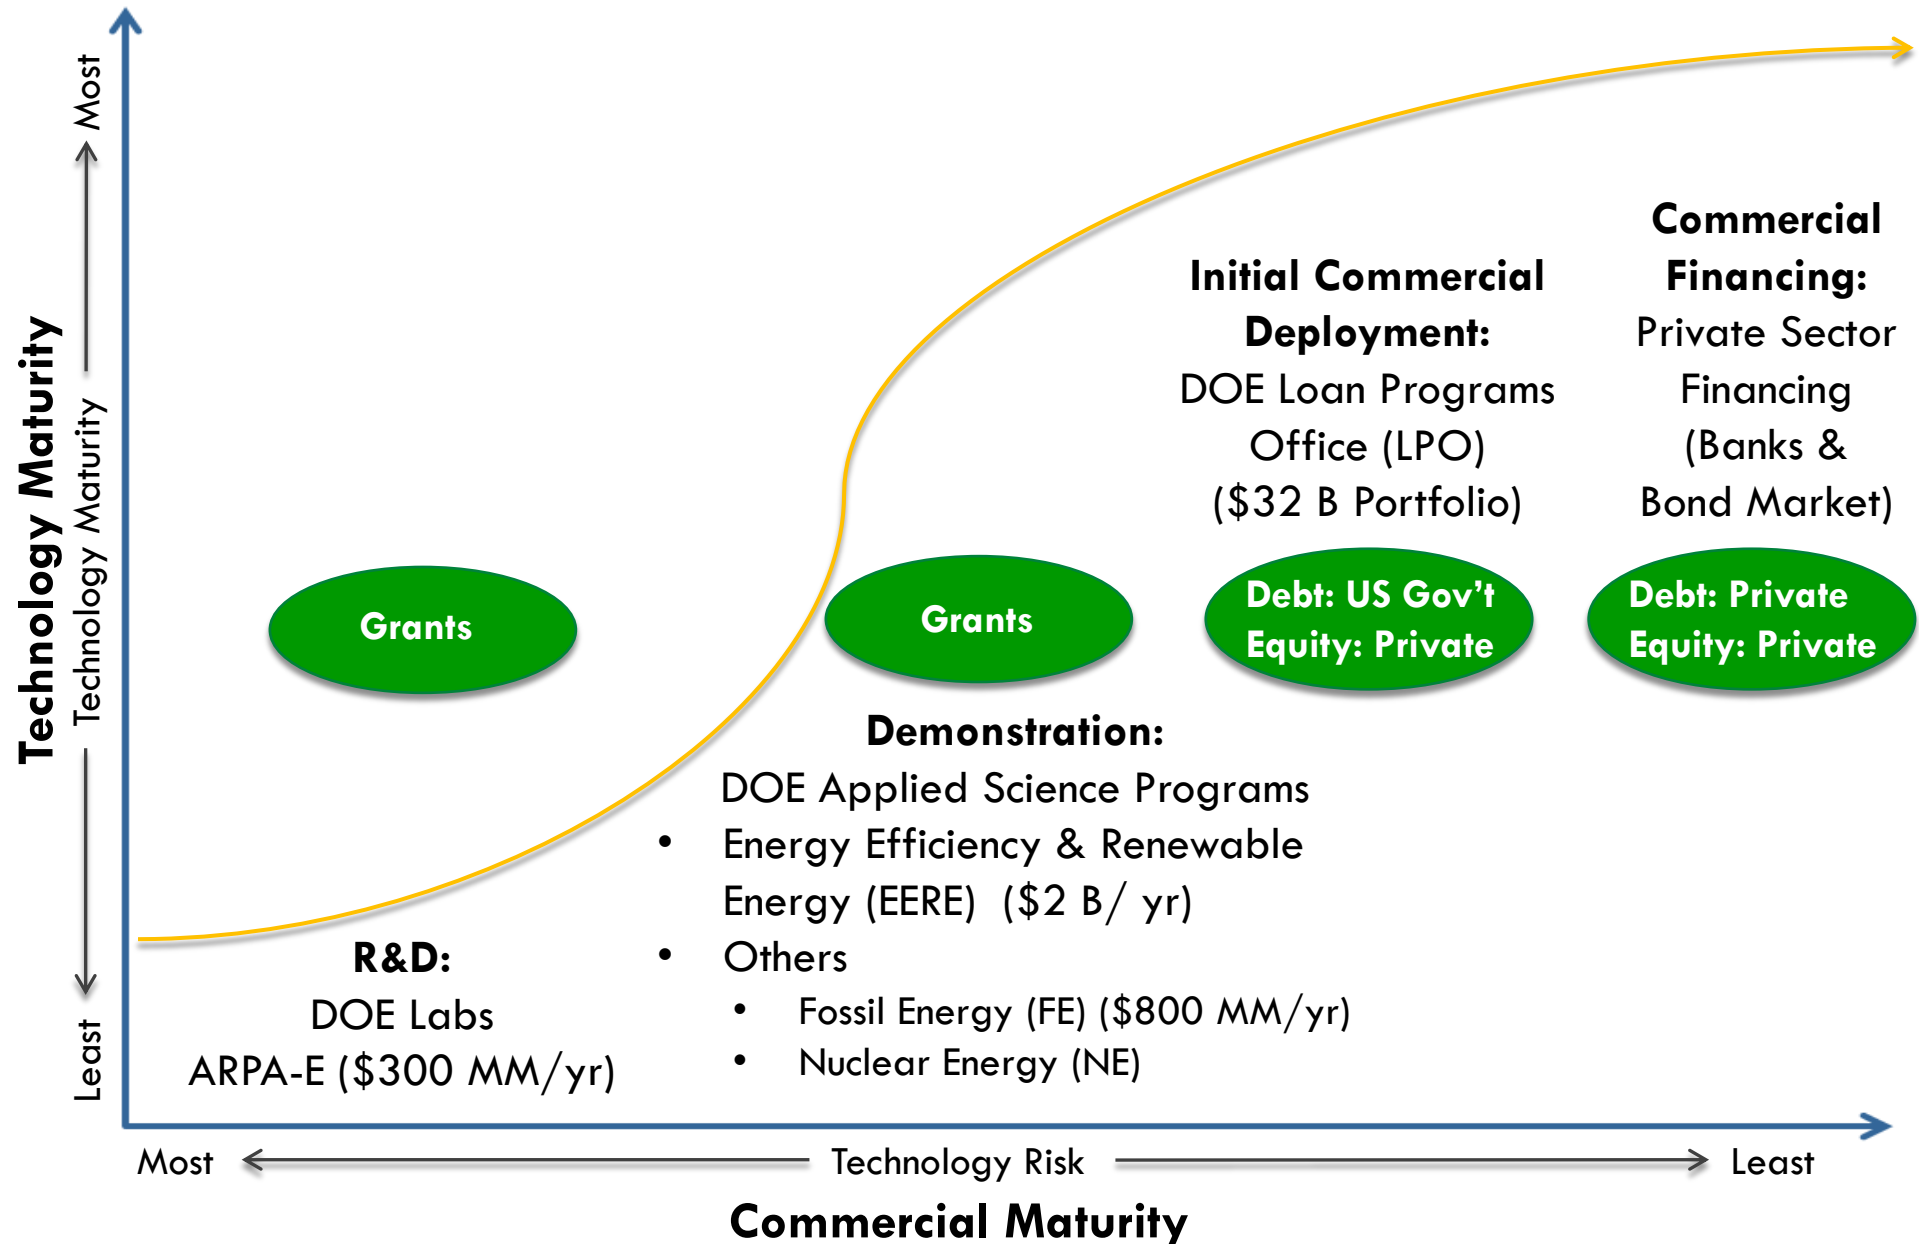 Most
Technology Maturity
Least
Technology Maturity
Commercial
Financing:
Private Sector
Financing
(Banks &
Bond Market)
Initial Commercial
Deployment:
DOE Loan Programs
Office (LPO)
($32 B Portfolio)
Grants
Grants
Debt: US Gov't
Equity: Private
Debt: Private
Equity: Private
Demonstration:
DOE Applied Science Programs
• Energy Efficiency & Renewable
Energy (EERE) ($2 B/ yr)
• Others
• Fossil Energy (FE) ($800 MM/yr)
• Nuclear Energy (NE)
R&D:
DOE Labs
ARPA-E ($300 MM/yr)
Most
Technology Risk
Least
Commercial Maturity